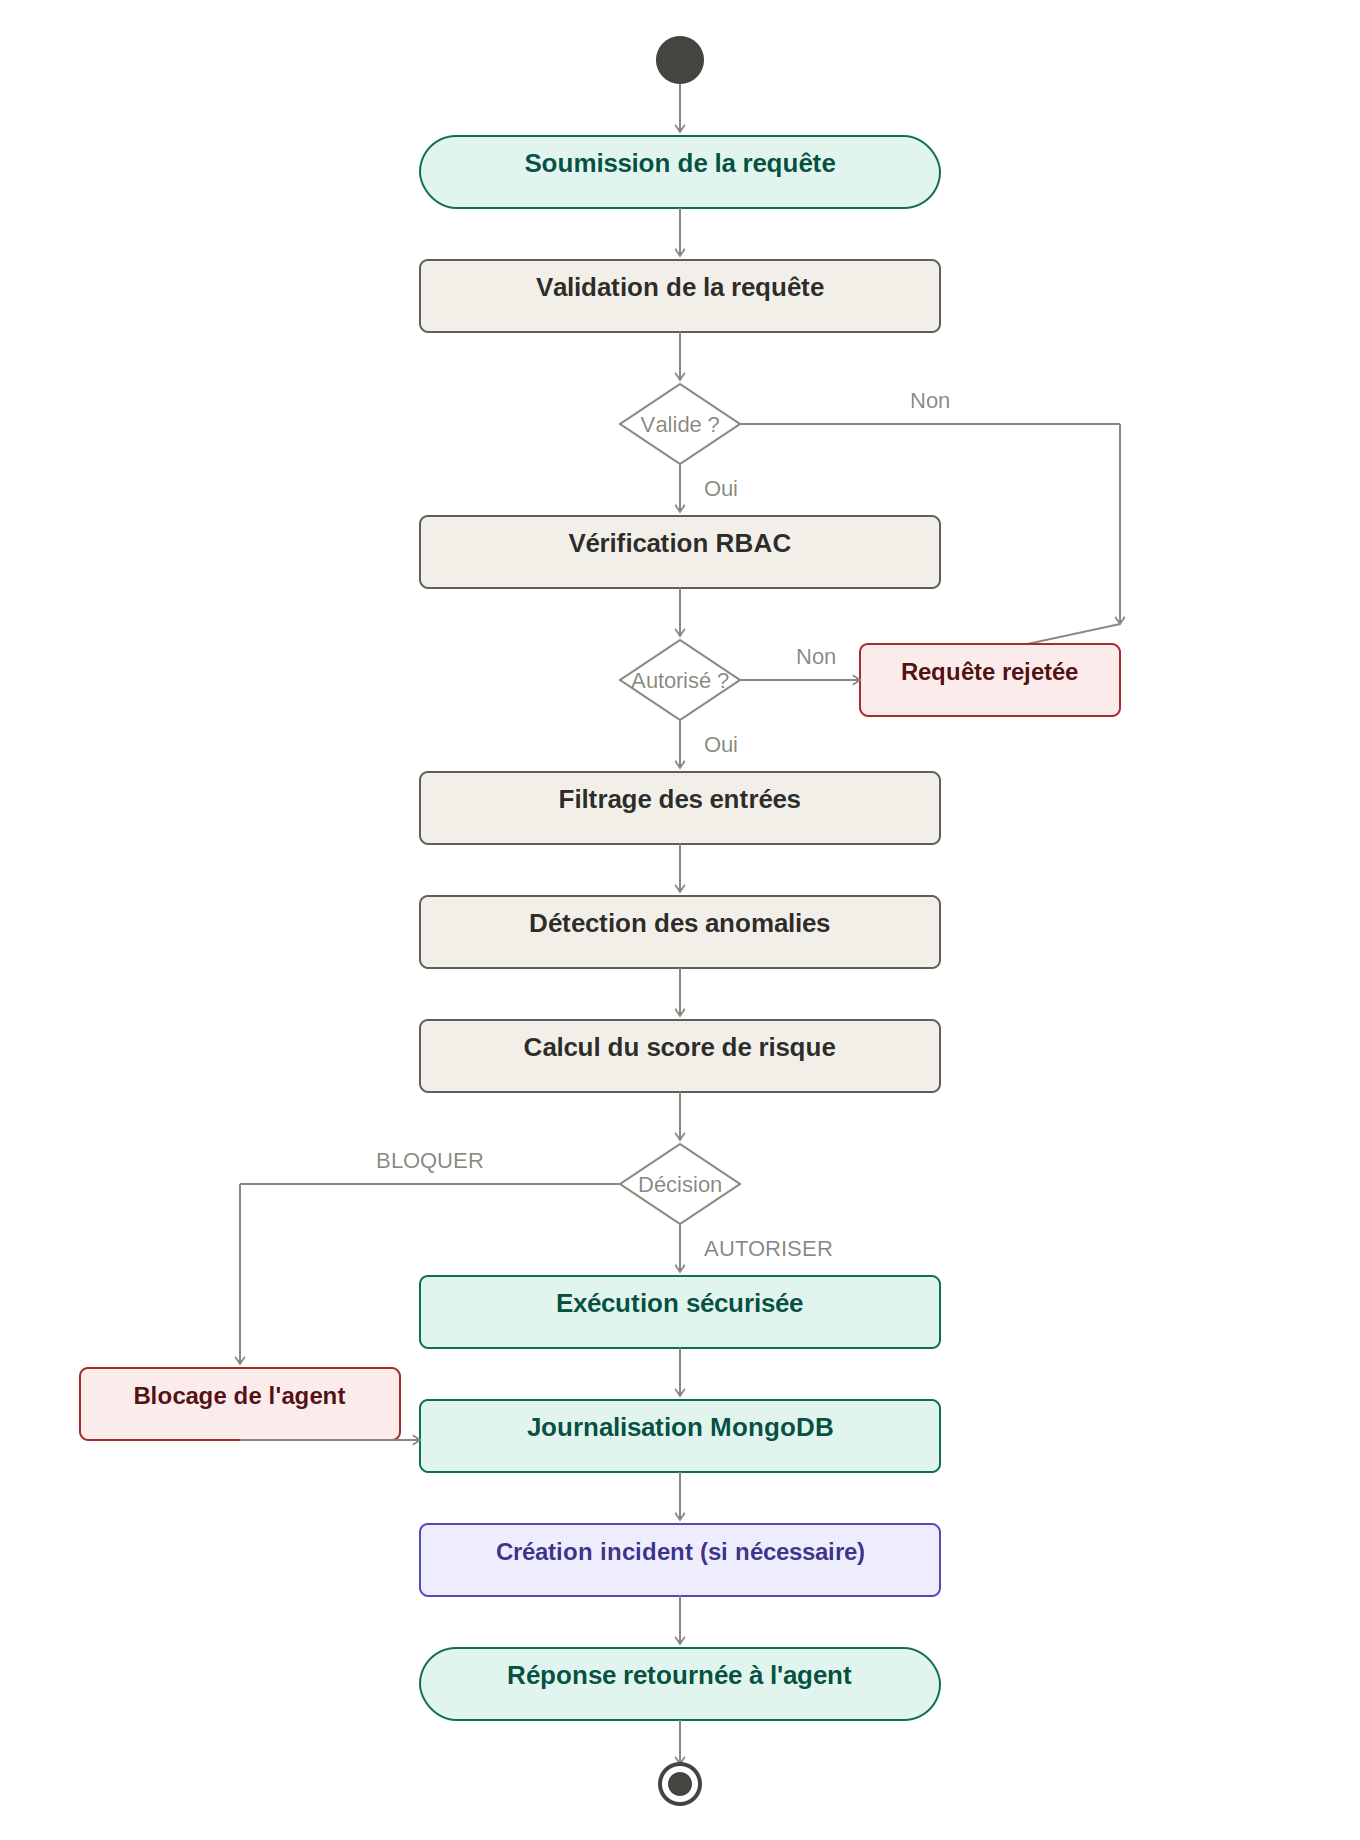 Soumission de la requête
Validation de la requête
Valide ?
Non
Oui
Vérification RBAC
Autorisé ?
Non
Requête rejetée
Oui
Filtrage des entrées
Détection des anomalies
Calcul du score de risque
BLOQUER
Décision
AUTORISER
Exécution sécurisée
Blocage de l'agent
Journalisation MongoDB
Création incident (si nécessaire)
Réponse retournée à l'agent